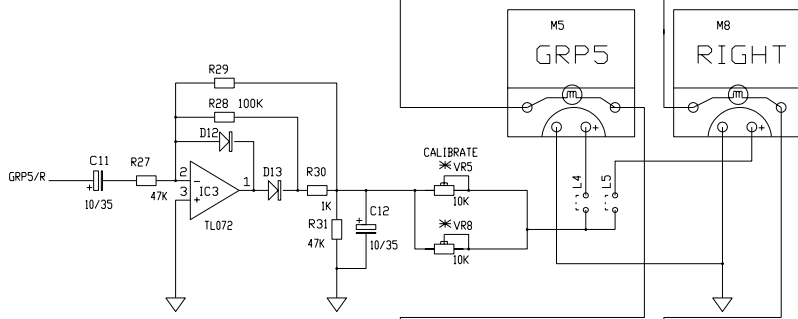 M5
M8
GRP5
RIGHT
R29
R28 100K
D12
C11
R27
2
3
1
IC3
TL072
D13
R30
1K
GRP5/R
10/35
47K
R31
47K
C12
10/35
CALIBRATE
VR5
10K
VR8
10K
L4
L5
+
+
+
+
-
+